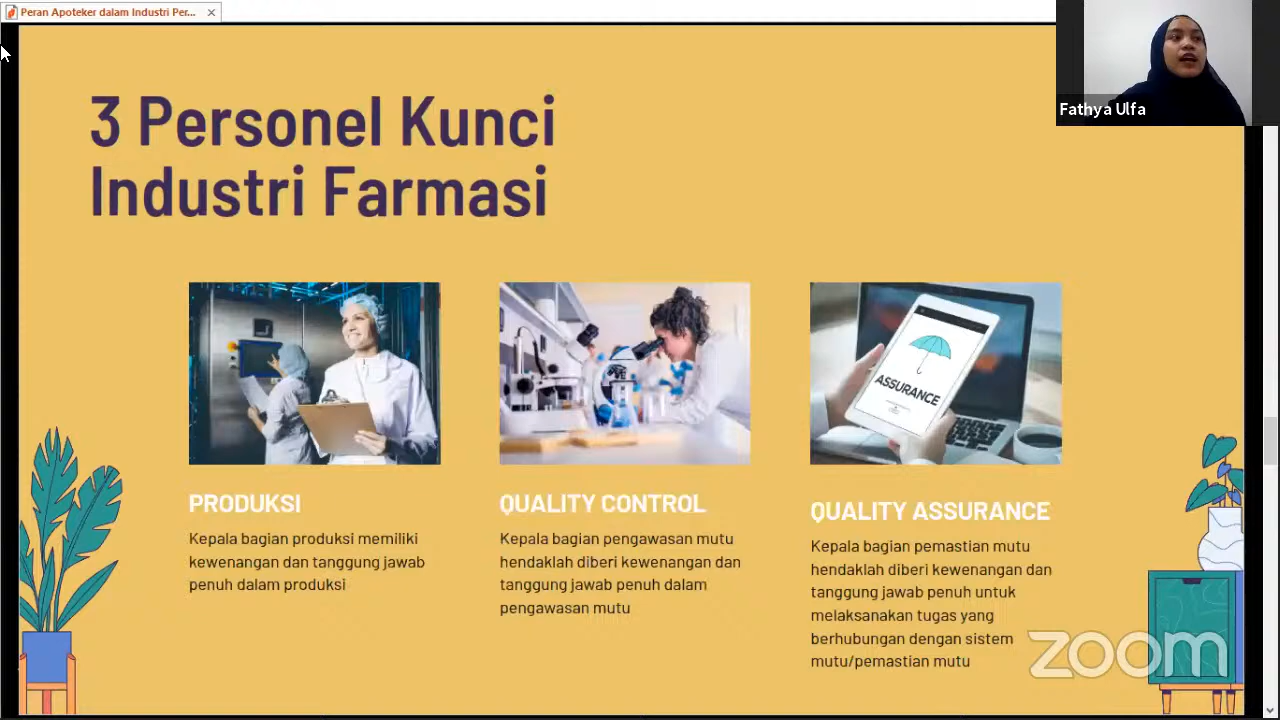 Peran Apoteker dalam Industri Per...
Fathya Ulfa
3 Personel Kunci
Industri Farmasi
ASSURANCE
PRODUKSI
Kepala bagian produksi memiliki
kewenangan dan tanggung jawab
penuh dalam produksi
QUALITY CONTROL
Kepala bagian pengawasan mutu
hendaklah diberi kewenangan dan
tanggung jawab penuh dalam
pengawasan mutu
QUALITY ASSURANCE
Kepala bagian pemastian mutu
hendaklah diberi kewenangan dan
tanggung jawab penuh untuk
melaksanakan tugas yang
berhubungan dengan sistem
mutu/pemastian mutu
zoom